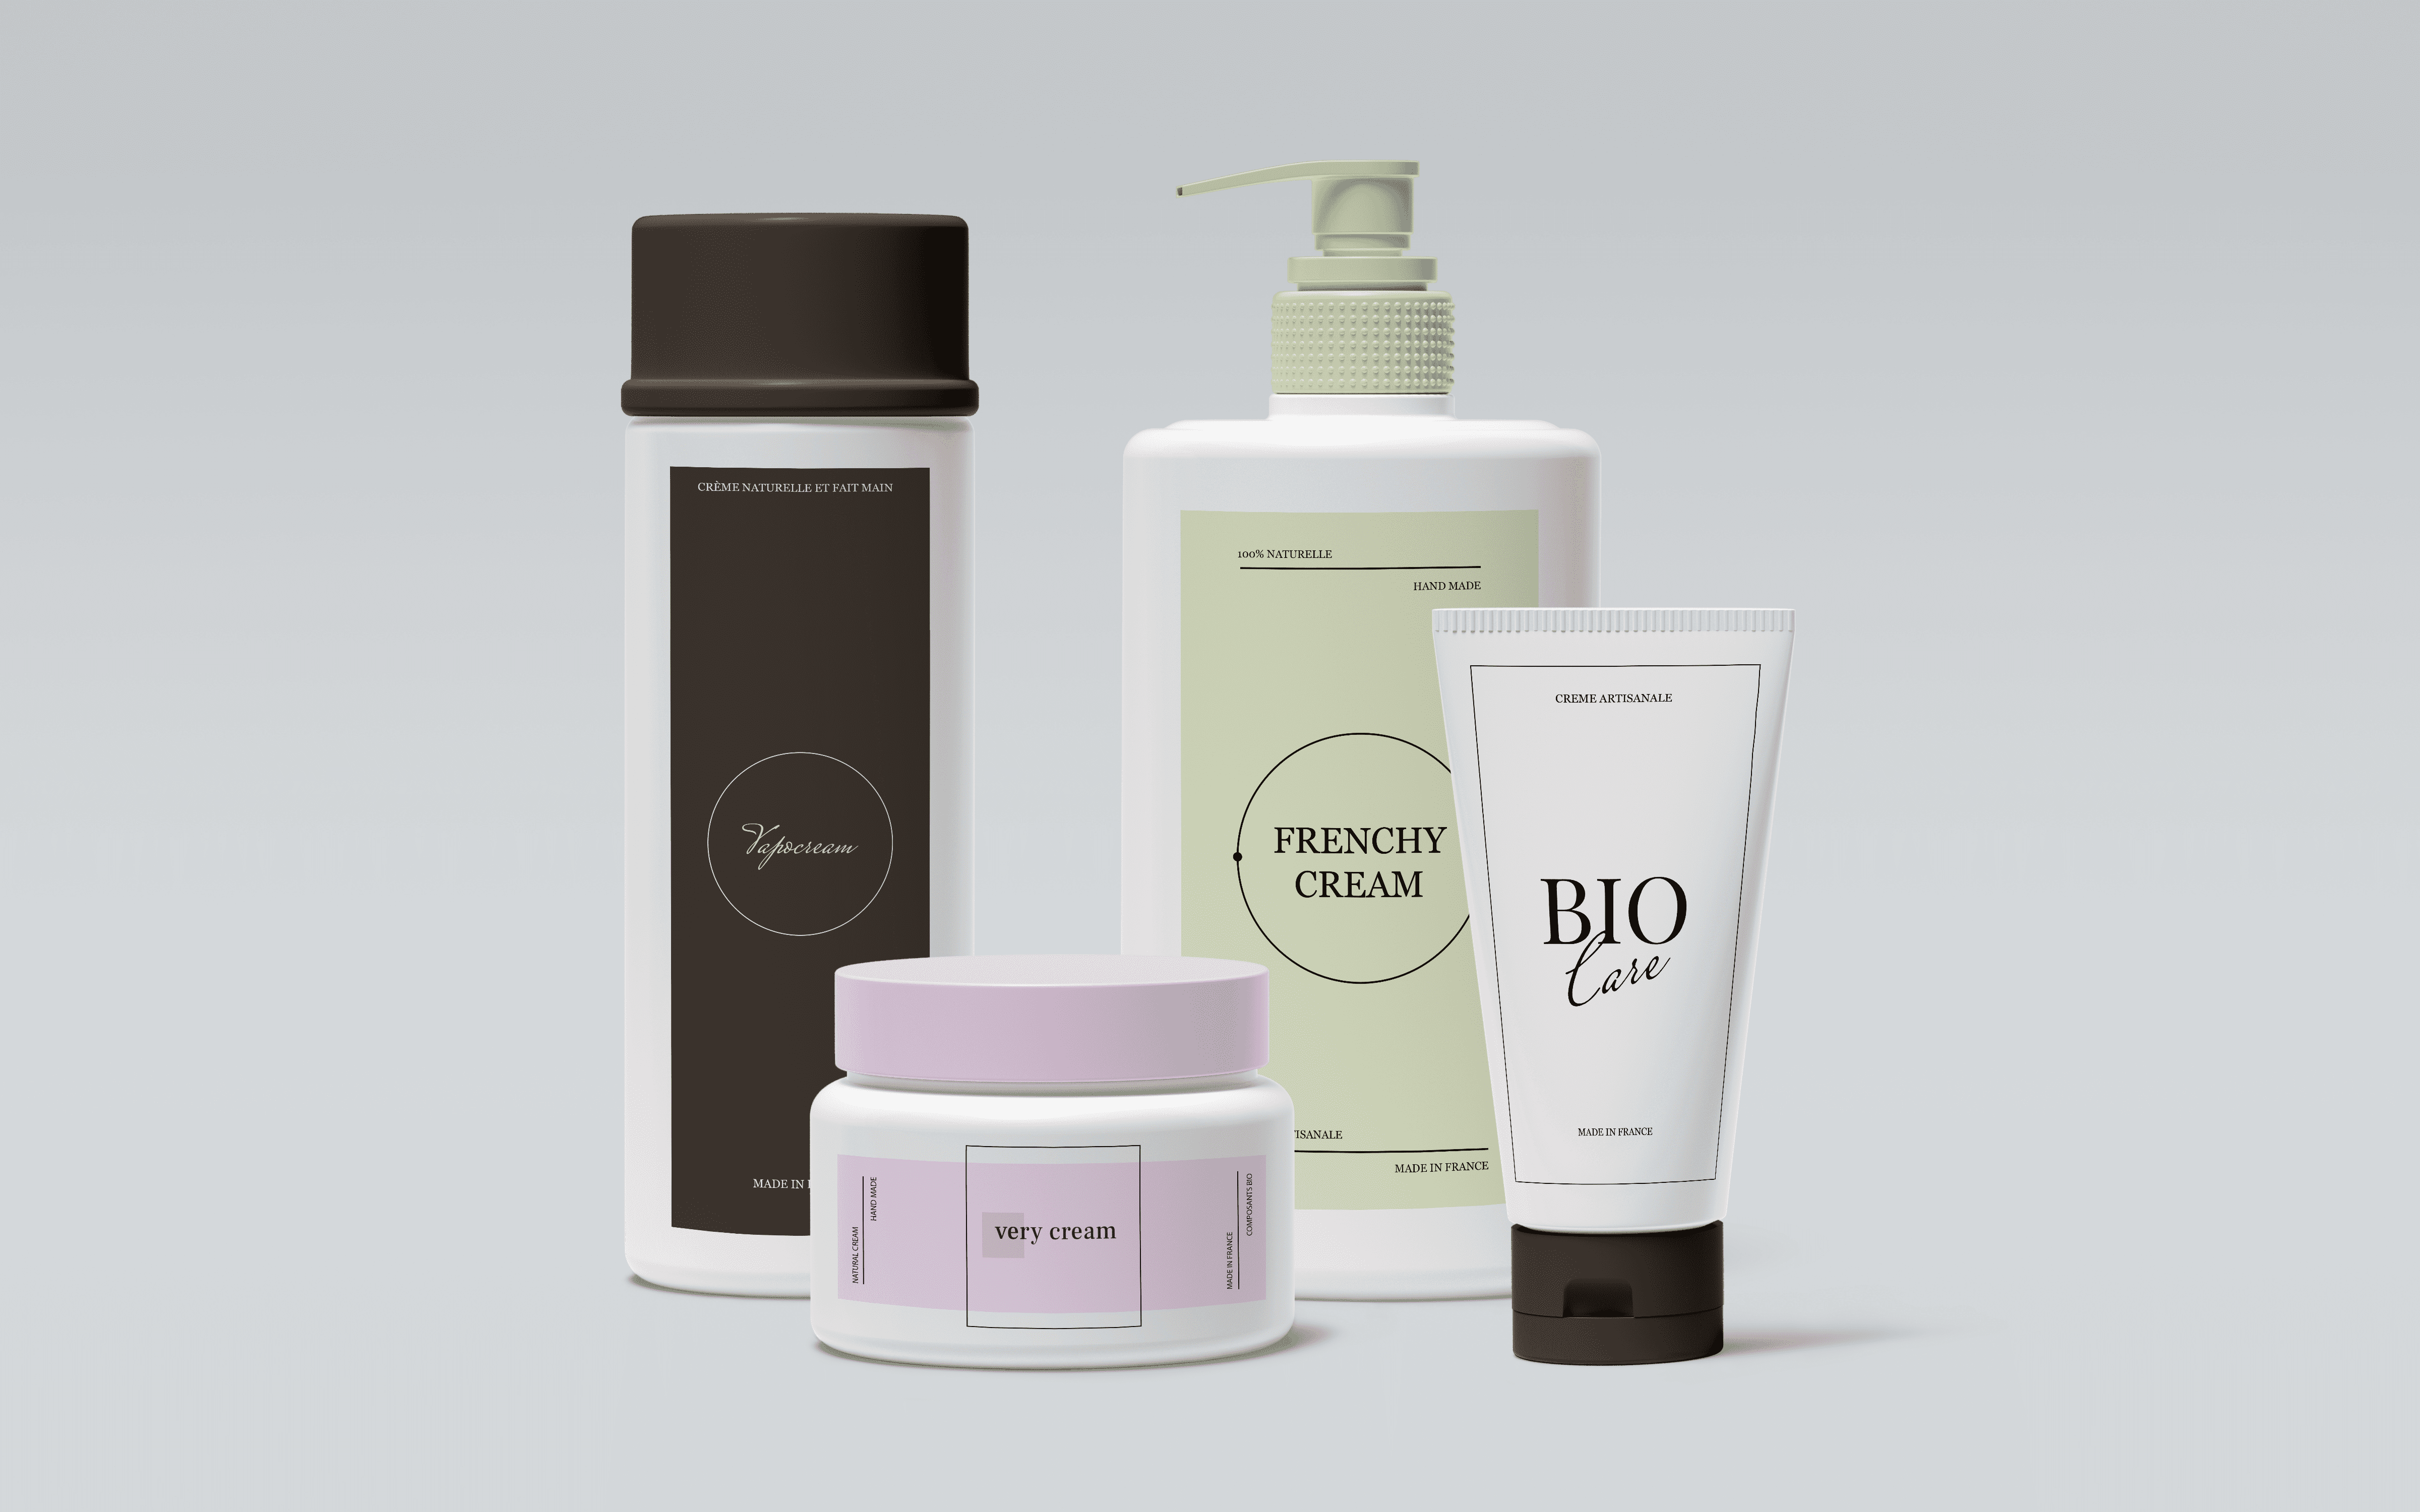 CRÈME NATURELLE ET FAIT MAIN
Vapocream
MADE IN
100% NATURELLE
HAND MADE
FRENCHY
CREAM
MADE IN FRANCE
CREME ARTISANALE
BIO
Care
MADE IN FRANCE
NATURAL CREAM
HAND MADE
very cream
MADE IN FRANCE
COMPOSANTS BIO